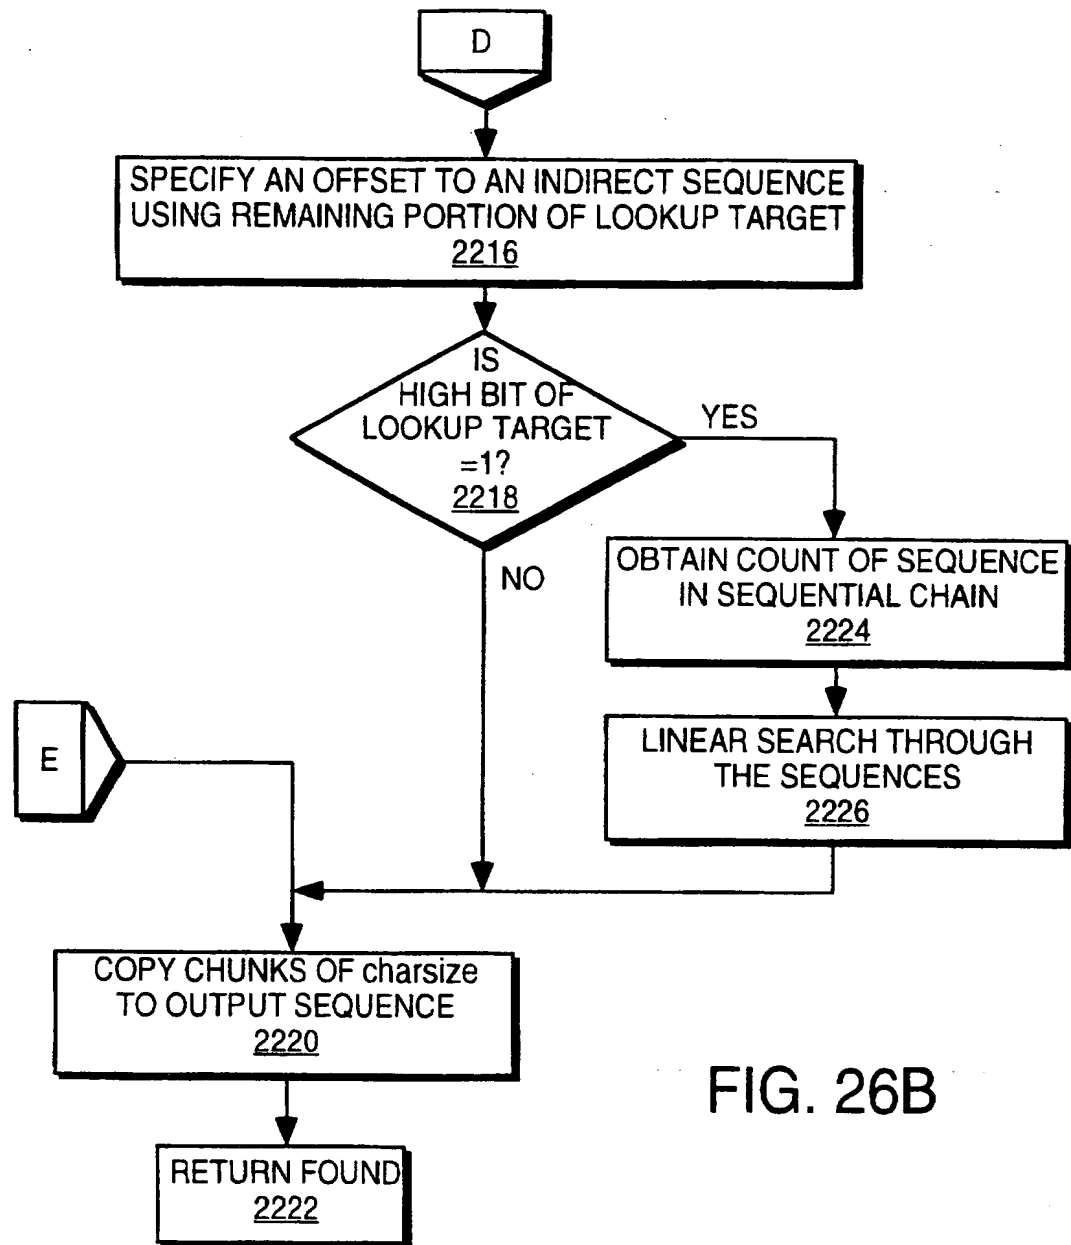 D
SPECIFY AN OFFSET TO AN INDIRECT SEQUENCE
USING REMAINING PORTION OF LOOKUP TARGET
2216
IS
HIGH BIT OF
LOOKUP TARGET
=1?
2218
YES
NO
OBTAIN COUNT OF SEQUENCE
IN SEQUENTIAL CHAIN
2224
LINEAR SEARCH THROUGH
THE SEQUENCES
2226
E
COPY CHUNKS OF charsize
TO OUTPUT SEQUENCE
2220
RETURN FOUND
2222
FIG. 26B